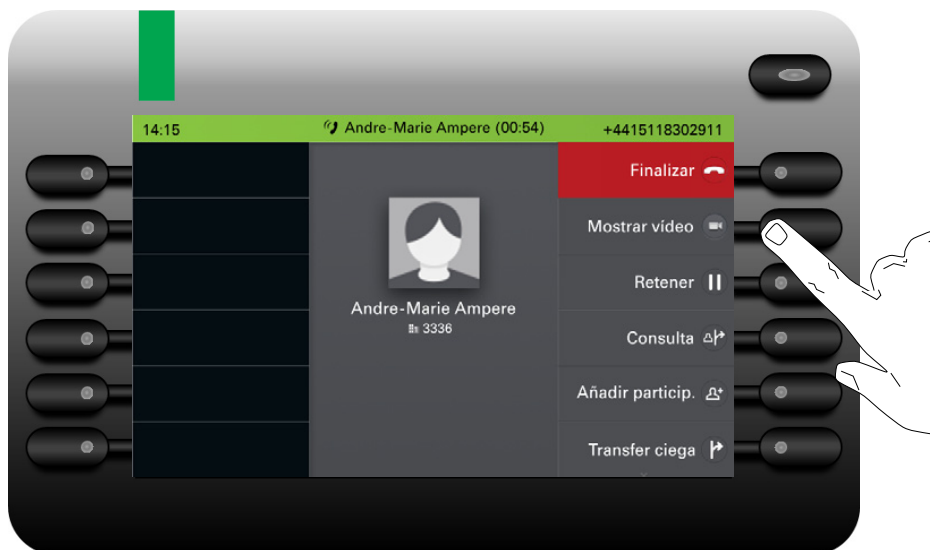 14:15 Andre-Marie Ampere (00:54) +4415118302911
Finalizar
Mostrar vídeo
Retener
Andre-Marie Ampere
3336
Consulta
Añadir particip.
Transfer ciega